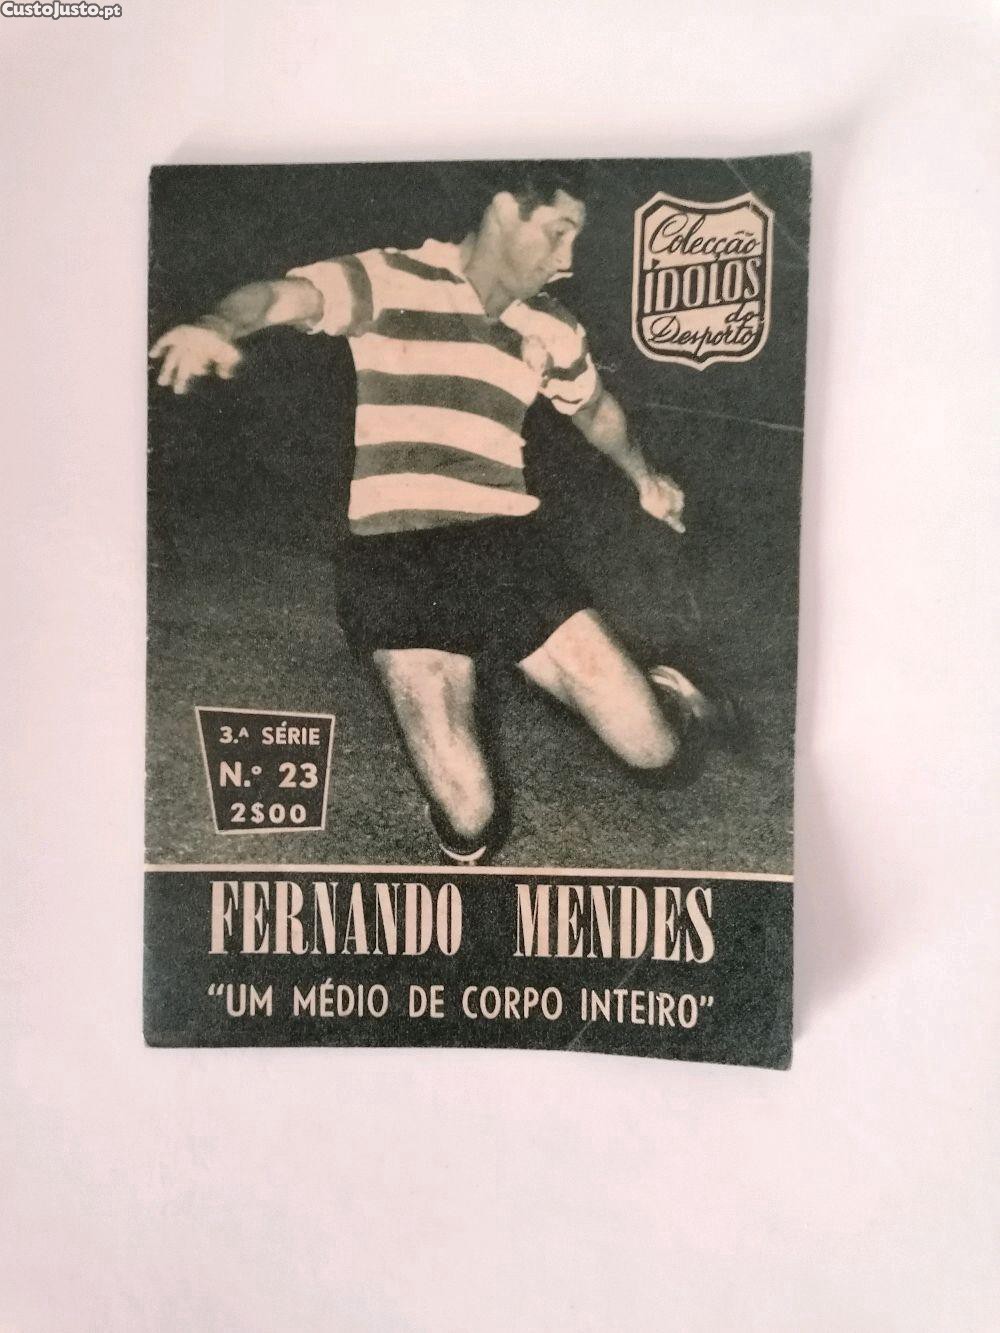 CustoJusto.pt
Colecção
ÍDOLOS
do
Desporto
3.ª SÉRIE
N.º 23
2$00
FERNANDO MENDES
"UM MÉDIO DE CORPO INTEIRO"